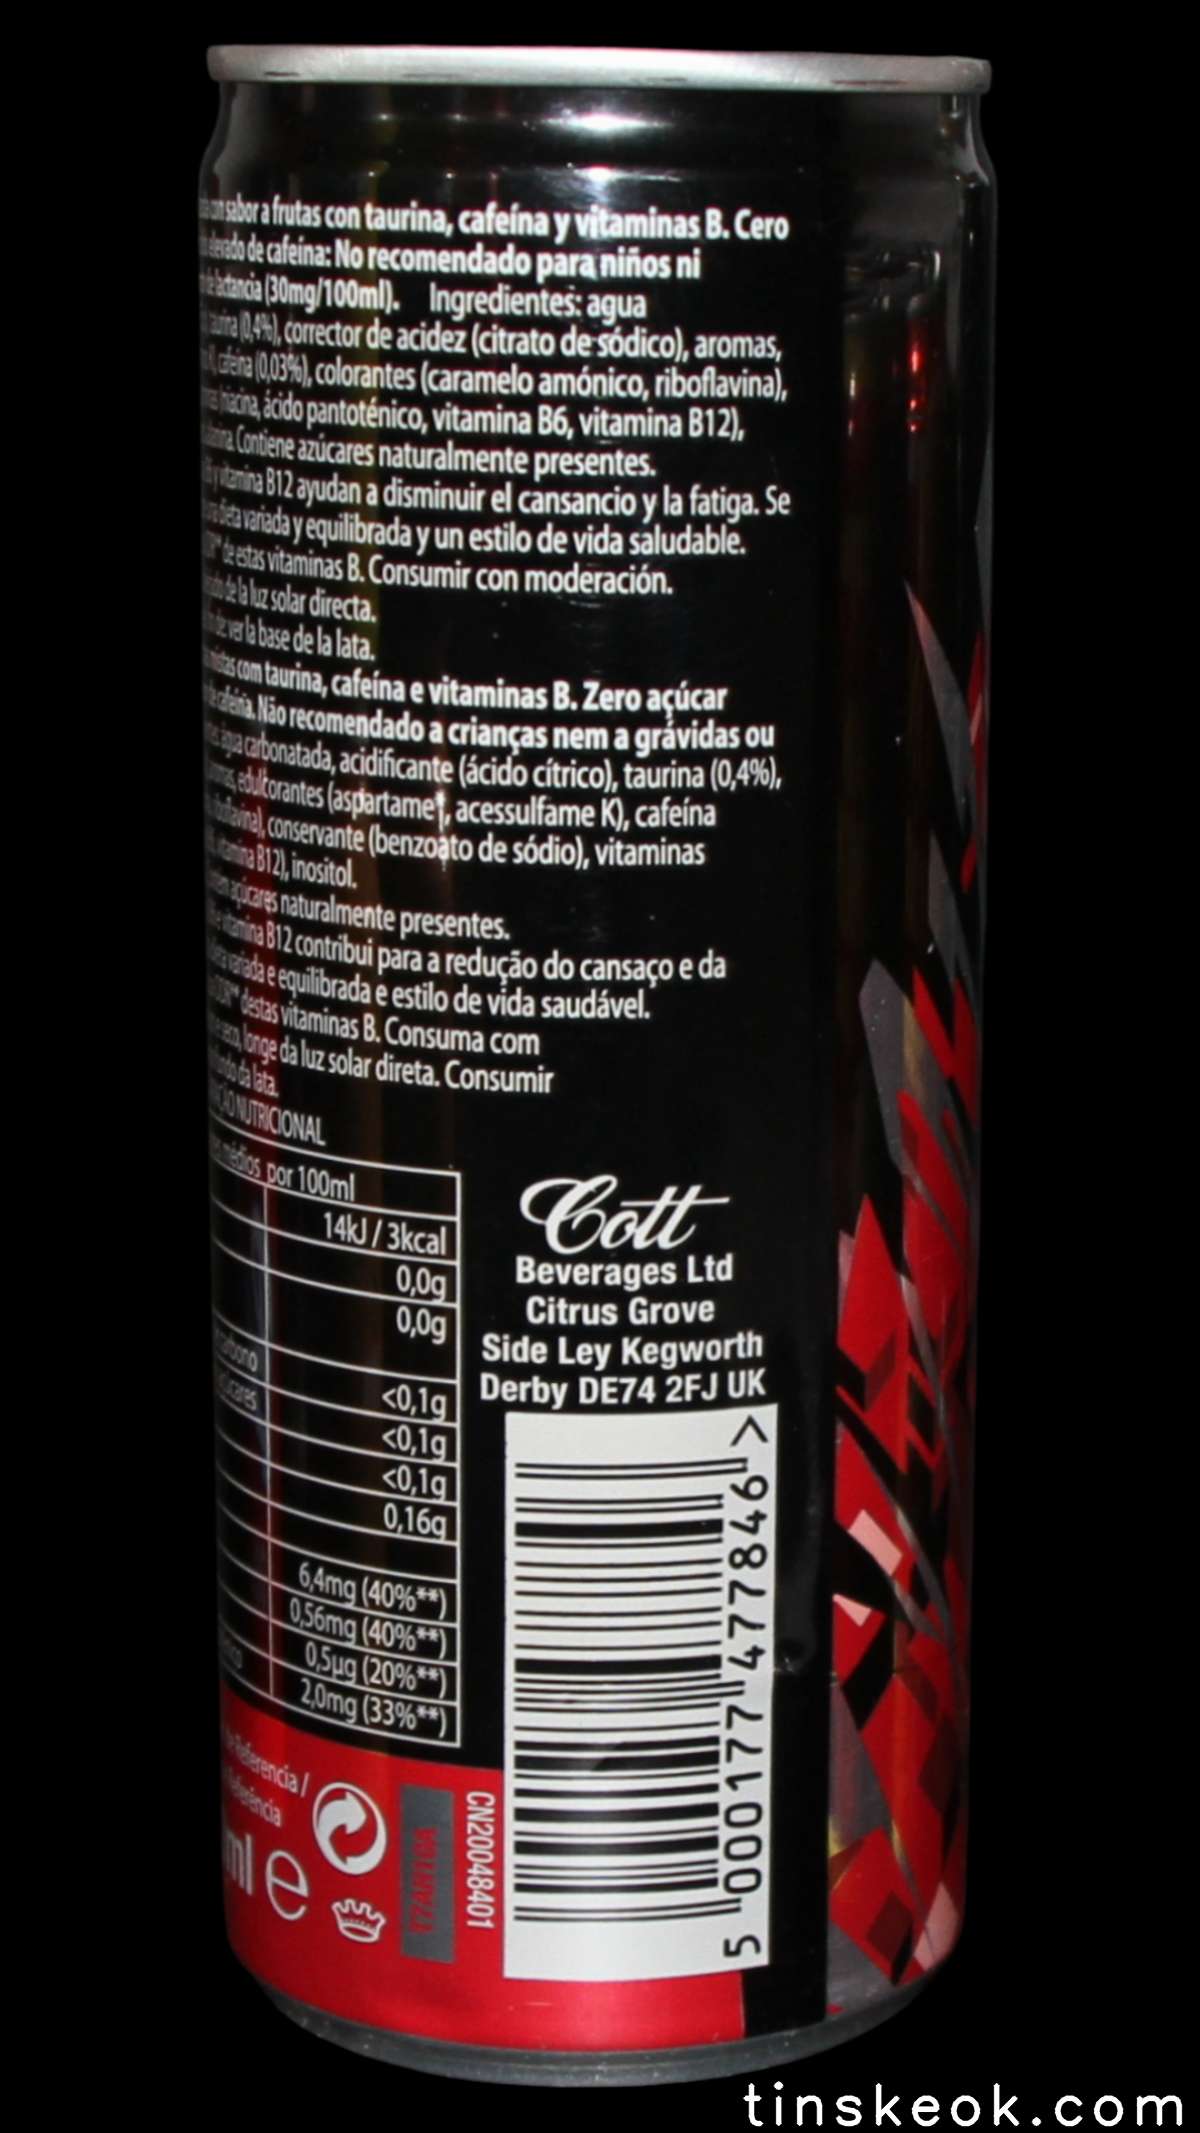 con sabor a frutas con taurina, cafeína y vitaminas B. Cero
elevado de cafeína: No recomendado para niños ni
de lactancia (30mg/100ml). Ingredientes: agua
taurina (0,4%), corrector de acidez (citrato de sódico), aromas,
cafeína (0,03%), colorantes (caramelo amónico, riboflavina),
niacina, ácido pantoténico, vitamina B6, vitamina B12),
Contiene azúcares naturalmente presentes.
y vitamina B12 ayudan a disminuir el cansancio y la fatiga. Se
dieta variada y equilibrada y un estilo de vida saludable.
de estas vitaminas B. Consumir con moderación.
de la luz solar directa.
de: ver la base de la lata.
mistas com taurina, cafeína e vitaminas B. Zero açúcar
de cafeína. Não recomendado a crianças nem a grávidas ou
água carbonatada, acidificante (ácido cítrico), taurina (0,4%),
edulcorantes (aspartame, acessulfame K), cafeína
riboflavina), conservante (benzoato de sódio), vitaminas
vitamina B12), inositol.
açúcares naturalmente presentes.
e vitamina B12 contribui para a redução do cansaço e da
variada e equilibrada e estilo de vida saudável.
destas vitaminas B. Consuma com
e seco, longe da luz solar direta. Consumir
fundo da lata.
NUTRICIONAL
médios por 100ml
14kJ / 3kcal
0,0g
0,0g
<0,1g
<0,1g
<0,1g
0,16g
6,4mg (40%**)
0,56mg (40%**)
0,5µg (20%**)
2,0mg (33%**)
Cott
Beverages Ltd
Citrus Grove
Side Ley Kegworth
Derby DE74 2FJ UK
5 000177 477846 >
Referencia /
Referência
ml e
CN20048401
tinskeok.com